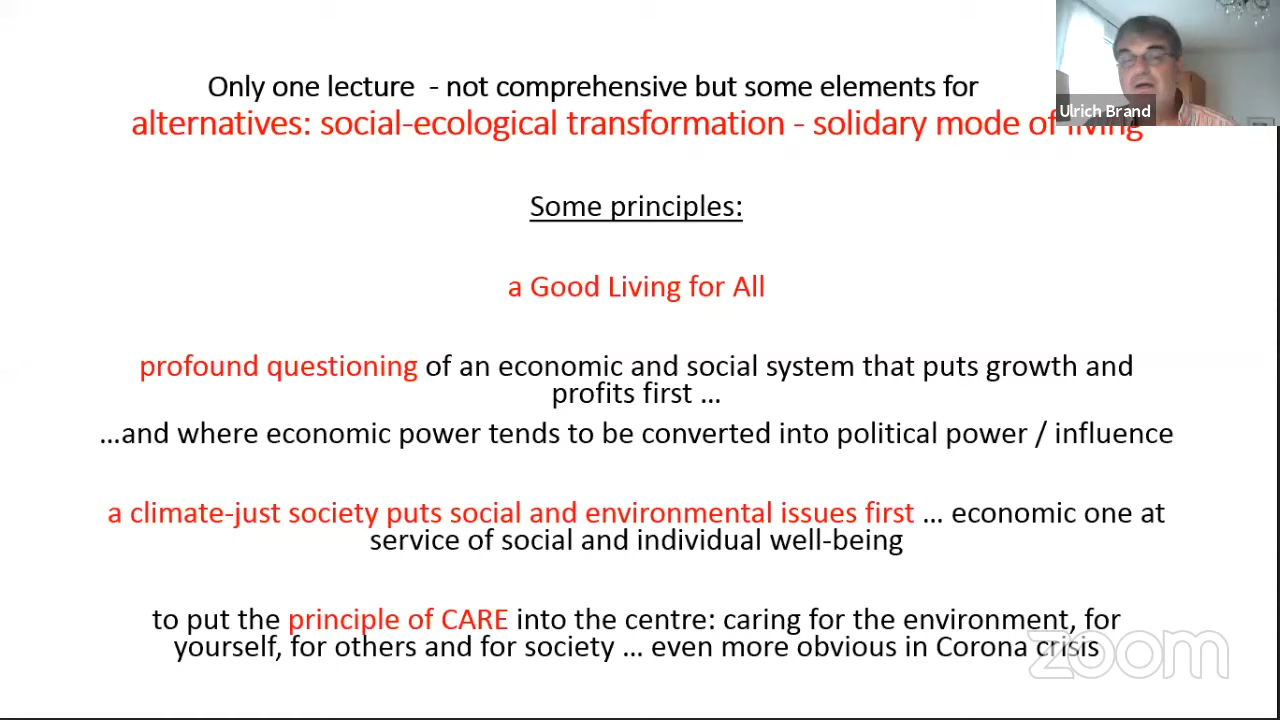 Only one lecture - not comprehensive but some elements for
alternatives: social-ecological transformation - solidary mode of living
Ulrich Brand
Some principles:
a Good Living for All
profound questioning of an economic and social system that puts growth and
profits first ...
...and where economic power tends to be converted into political power / influence
a climate-just society puts social and environmental issues first ... economic one at
service of social and individual well-being
to put the principle of CARE into the centre: caring for the environment, for
yourself, for others and for society ... even more obvious in Corona crisis
zoom